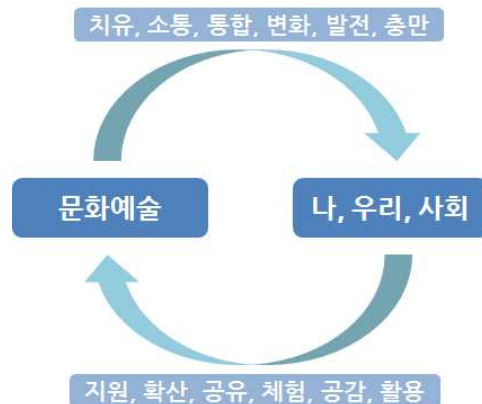 치유, 소통, 통합, 변화, 발전, 충만
문화예술
나, 우리, 사회
지원, 확산, 공유, 체험, 공감, 활용